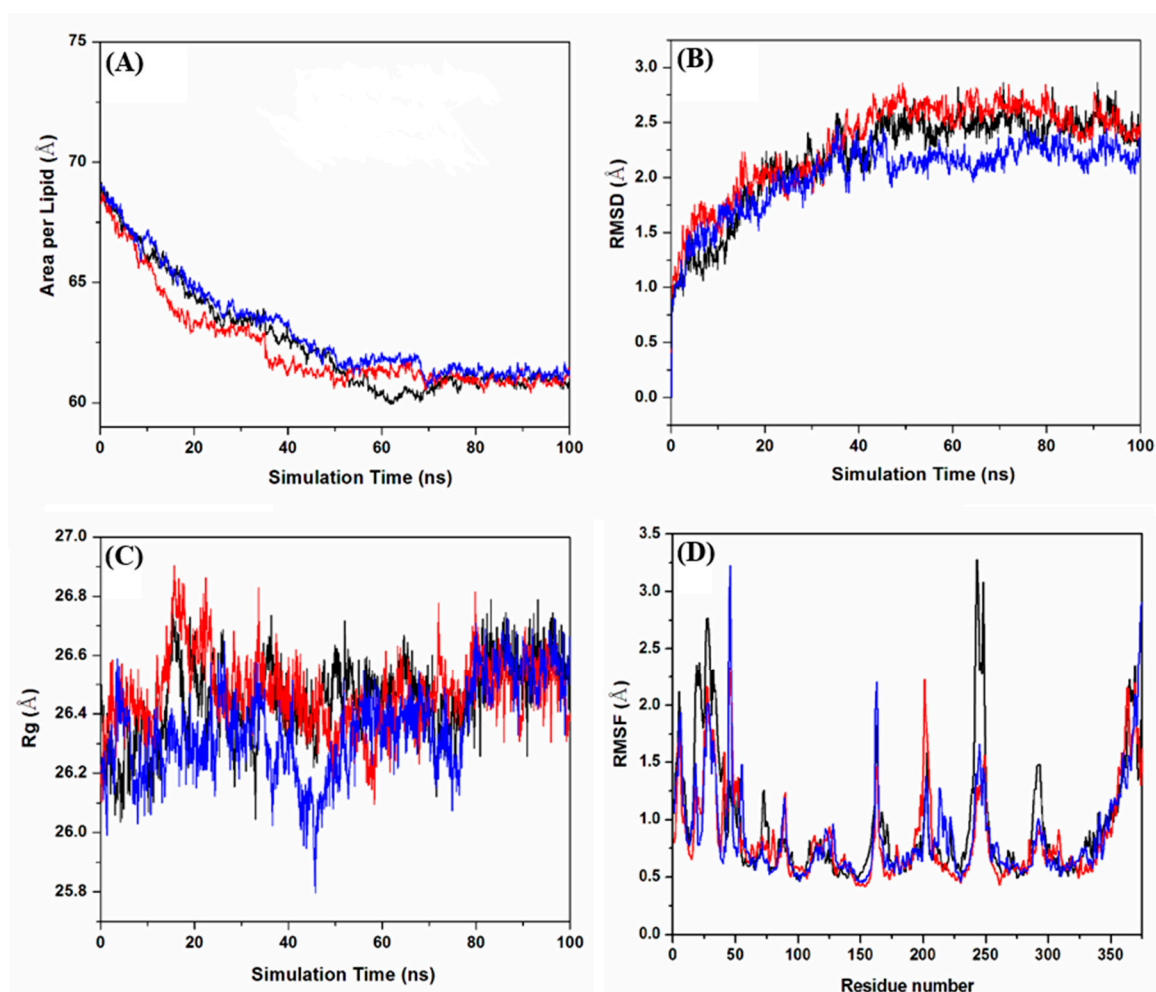 (A)
75
70
65
60
Area per Lipid (Å)
0 20 40 60 80 100
Simulation Time (ns)
(B)
3.0
2.5
2.0
1.5
1.0
0.5
0.0
RMSD (Å)
0 20 40 60 80 100
Simulation Time (ns)
(C)
27.0
26.8
26.6
26.4
26.2
26.0
25.8
Rg (Å)
0 20 40 60 80 100
Simulation Time (ns)
(D)
3.5
3.0
2.5
2.0
1.5
1.0
0.5
0.0
RMSF (Å)
0 50 100 150 200 250 300 350
Residue number